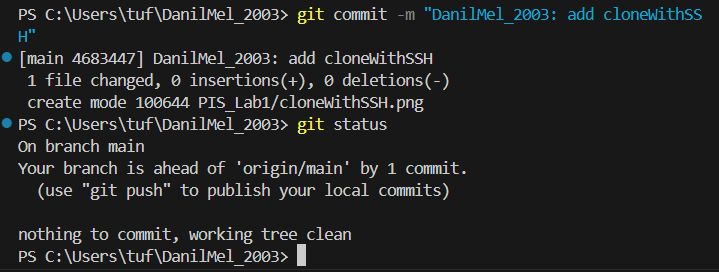 PS C:\Users\tuf\DanilMel_2003> git commit -m "DanilMel_2003: add cloneWithSS
H"
[main 4683447] DanilMel_2003: add cloneWithSSH
 1 file changed, 0 insertions(+), 0 deletions(-)
 create mode 100644 PIS_Lab1/cloneWithSSH.png
PS C:\Users\tuf\DanilMel_2003> git status
On branch main
Your branch is ahead of 'origin/main' by 1 commit.
  (use "git push" to publish your local commits)

nothing to commit, working tree clean
PS C:\Users\tuf\DanilMel_2003>